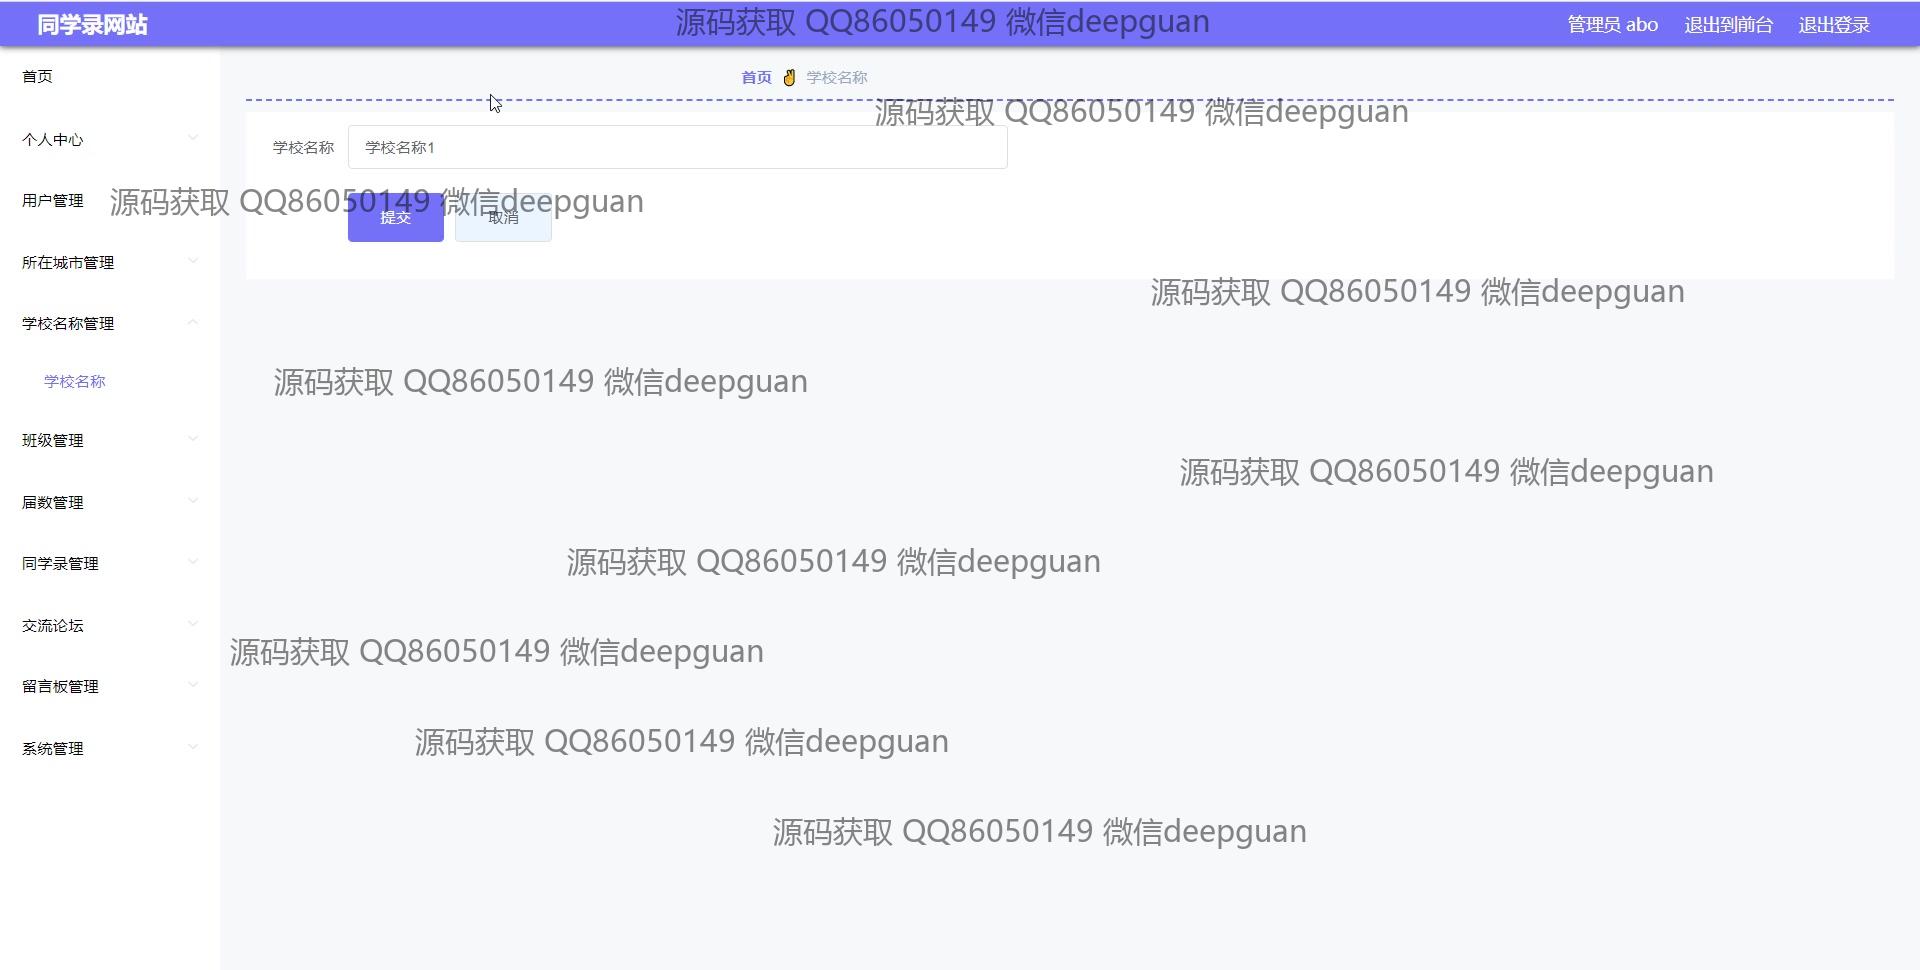 同学录网站
源码获取 QQ86050149 微信deepguan
管理员 abo
退出到前台
退出登录
首页
首页 ✌ 学校名称
源码获取 QQ86050149 微信deepguan
个人中心
学校名称
学校名称1
用户管理
源码获取 QQ86050149 微信deepguan
提交
取消
所在城市管理
源码获取 QQ86050149 微信deepguan
学校名称管理
学校名称
源码获取 QQ86050149 微信deepguan
班级管理
源码获取 QQ86050149 微信deepguan
届数管理
同学录管理
源码获取 QQ86050149 微信deepguan
交流论坛
源码获取 QQ86050149 微信deepguan
留言板管理
系统管理
源码获取 QQ86050149 微信deepguan
源码获取 QQ86050149 微信deepguan